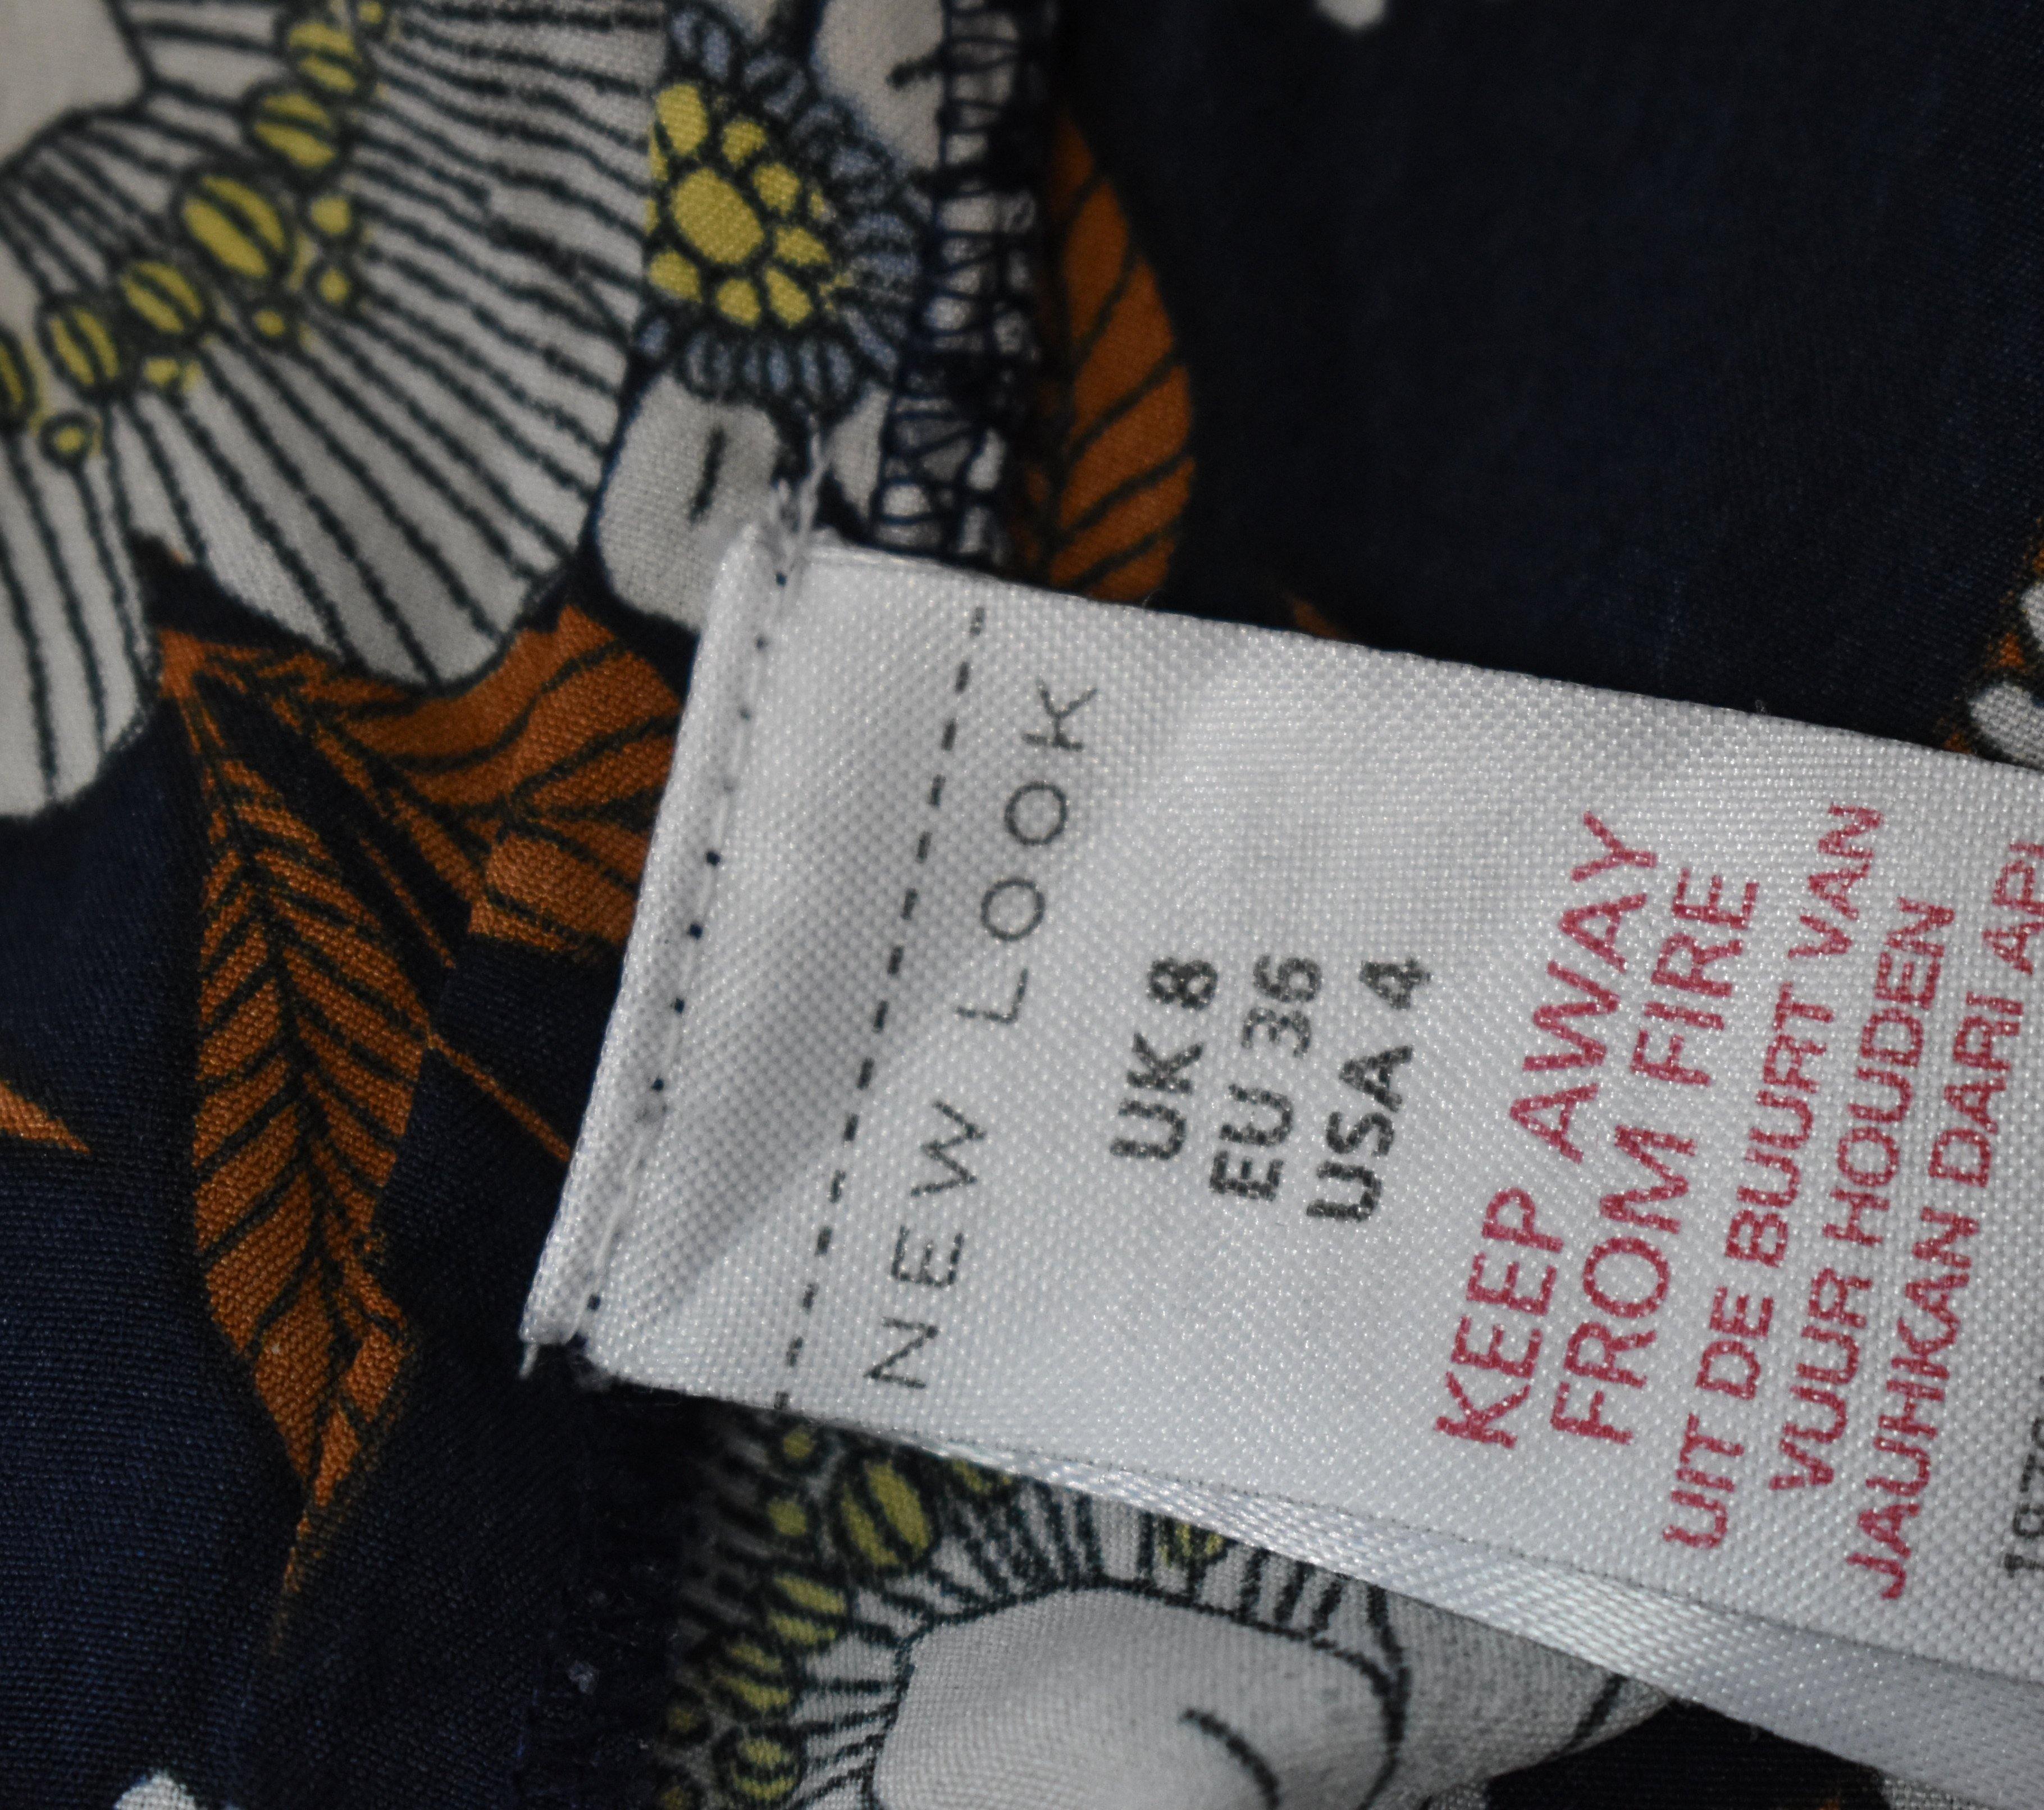 NEW LOOK
UK 8
EU 36
USA 4
KEEP AWAY
FROM FIRE
UIT DE BUURT VAN
VUUR HOUDEN
JAUHKAN DARI API